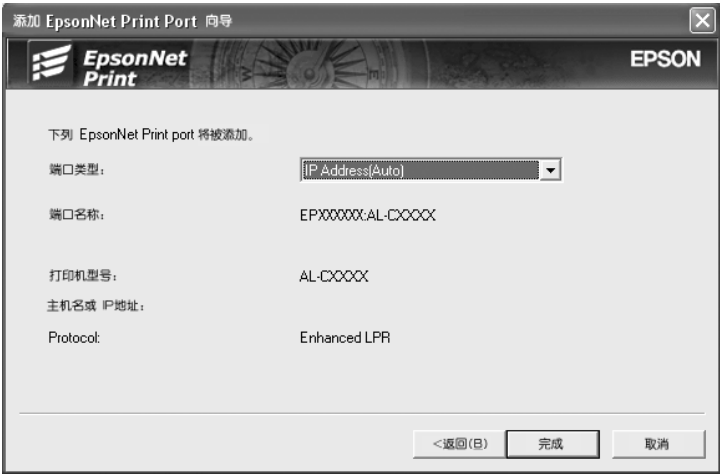 添加 EpsonNet Print Port 向导
EpsonNet
Print
EPSON
下列 EpsonNet Print port 将被添加。
端口类型： IP Address(Auto)
端口名称： EPXXXXXX:AL-CXXXX
打印机型号： AL-CXXXX
主机名或 IP地址：
Protocol: Enhanced LPR
<返回(B) 完成 取消